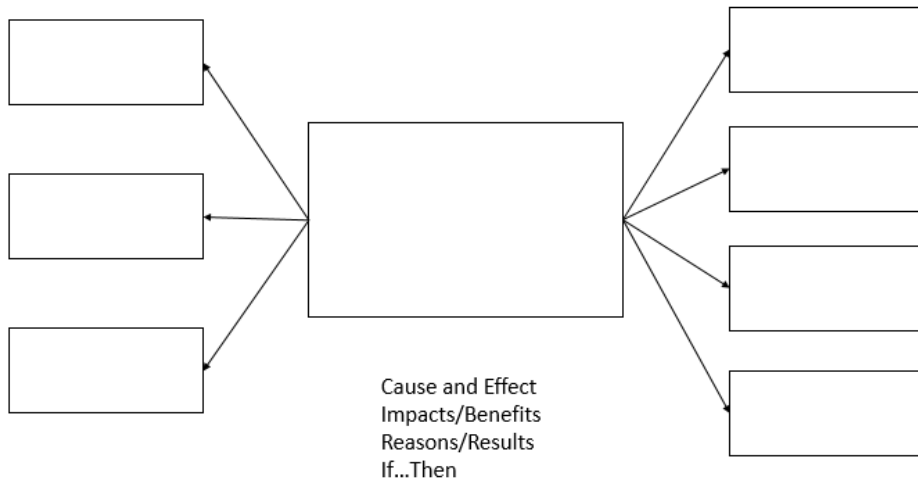 Cause and Effect
Impacts/Benefits
Reasons/Results
If...Then